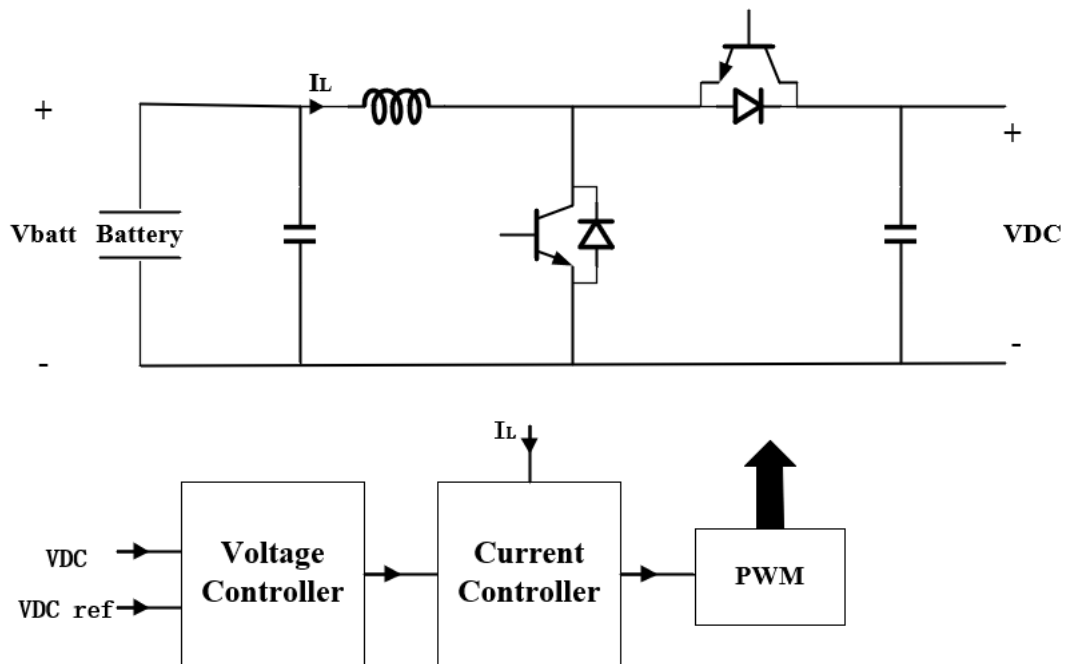 IL
+
+
Vbatt
Battery
VDC
-
-
IL
VDC
VDC ref
Voltage
Controller
Current
Controller
PWM